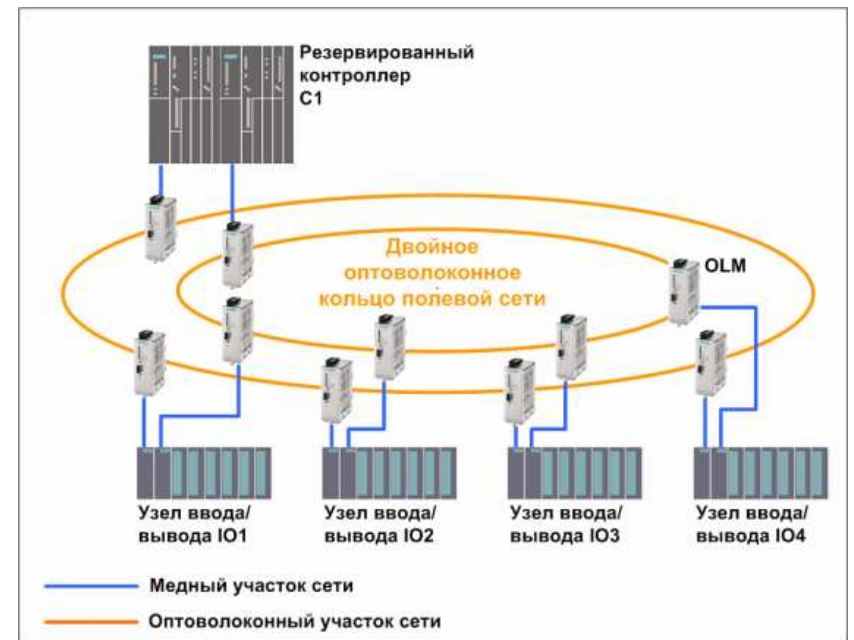 Резервированный
контроллер
C1
Двойное
оптоволоконное
кольцо полевой сети
OLM
Узел ввода/
вывода IO1
Узел ввода/
вывода IO2
Узел ввода/
вывода IO3
Узел ввода/
вывода IO4
Медный участок сети
Оптоволоконный участок сети